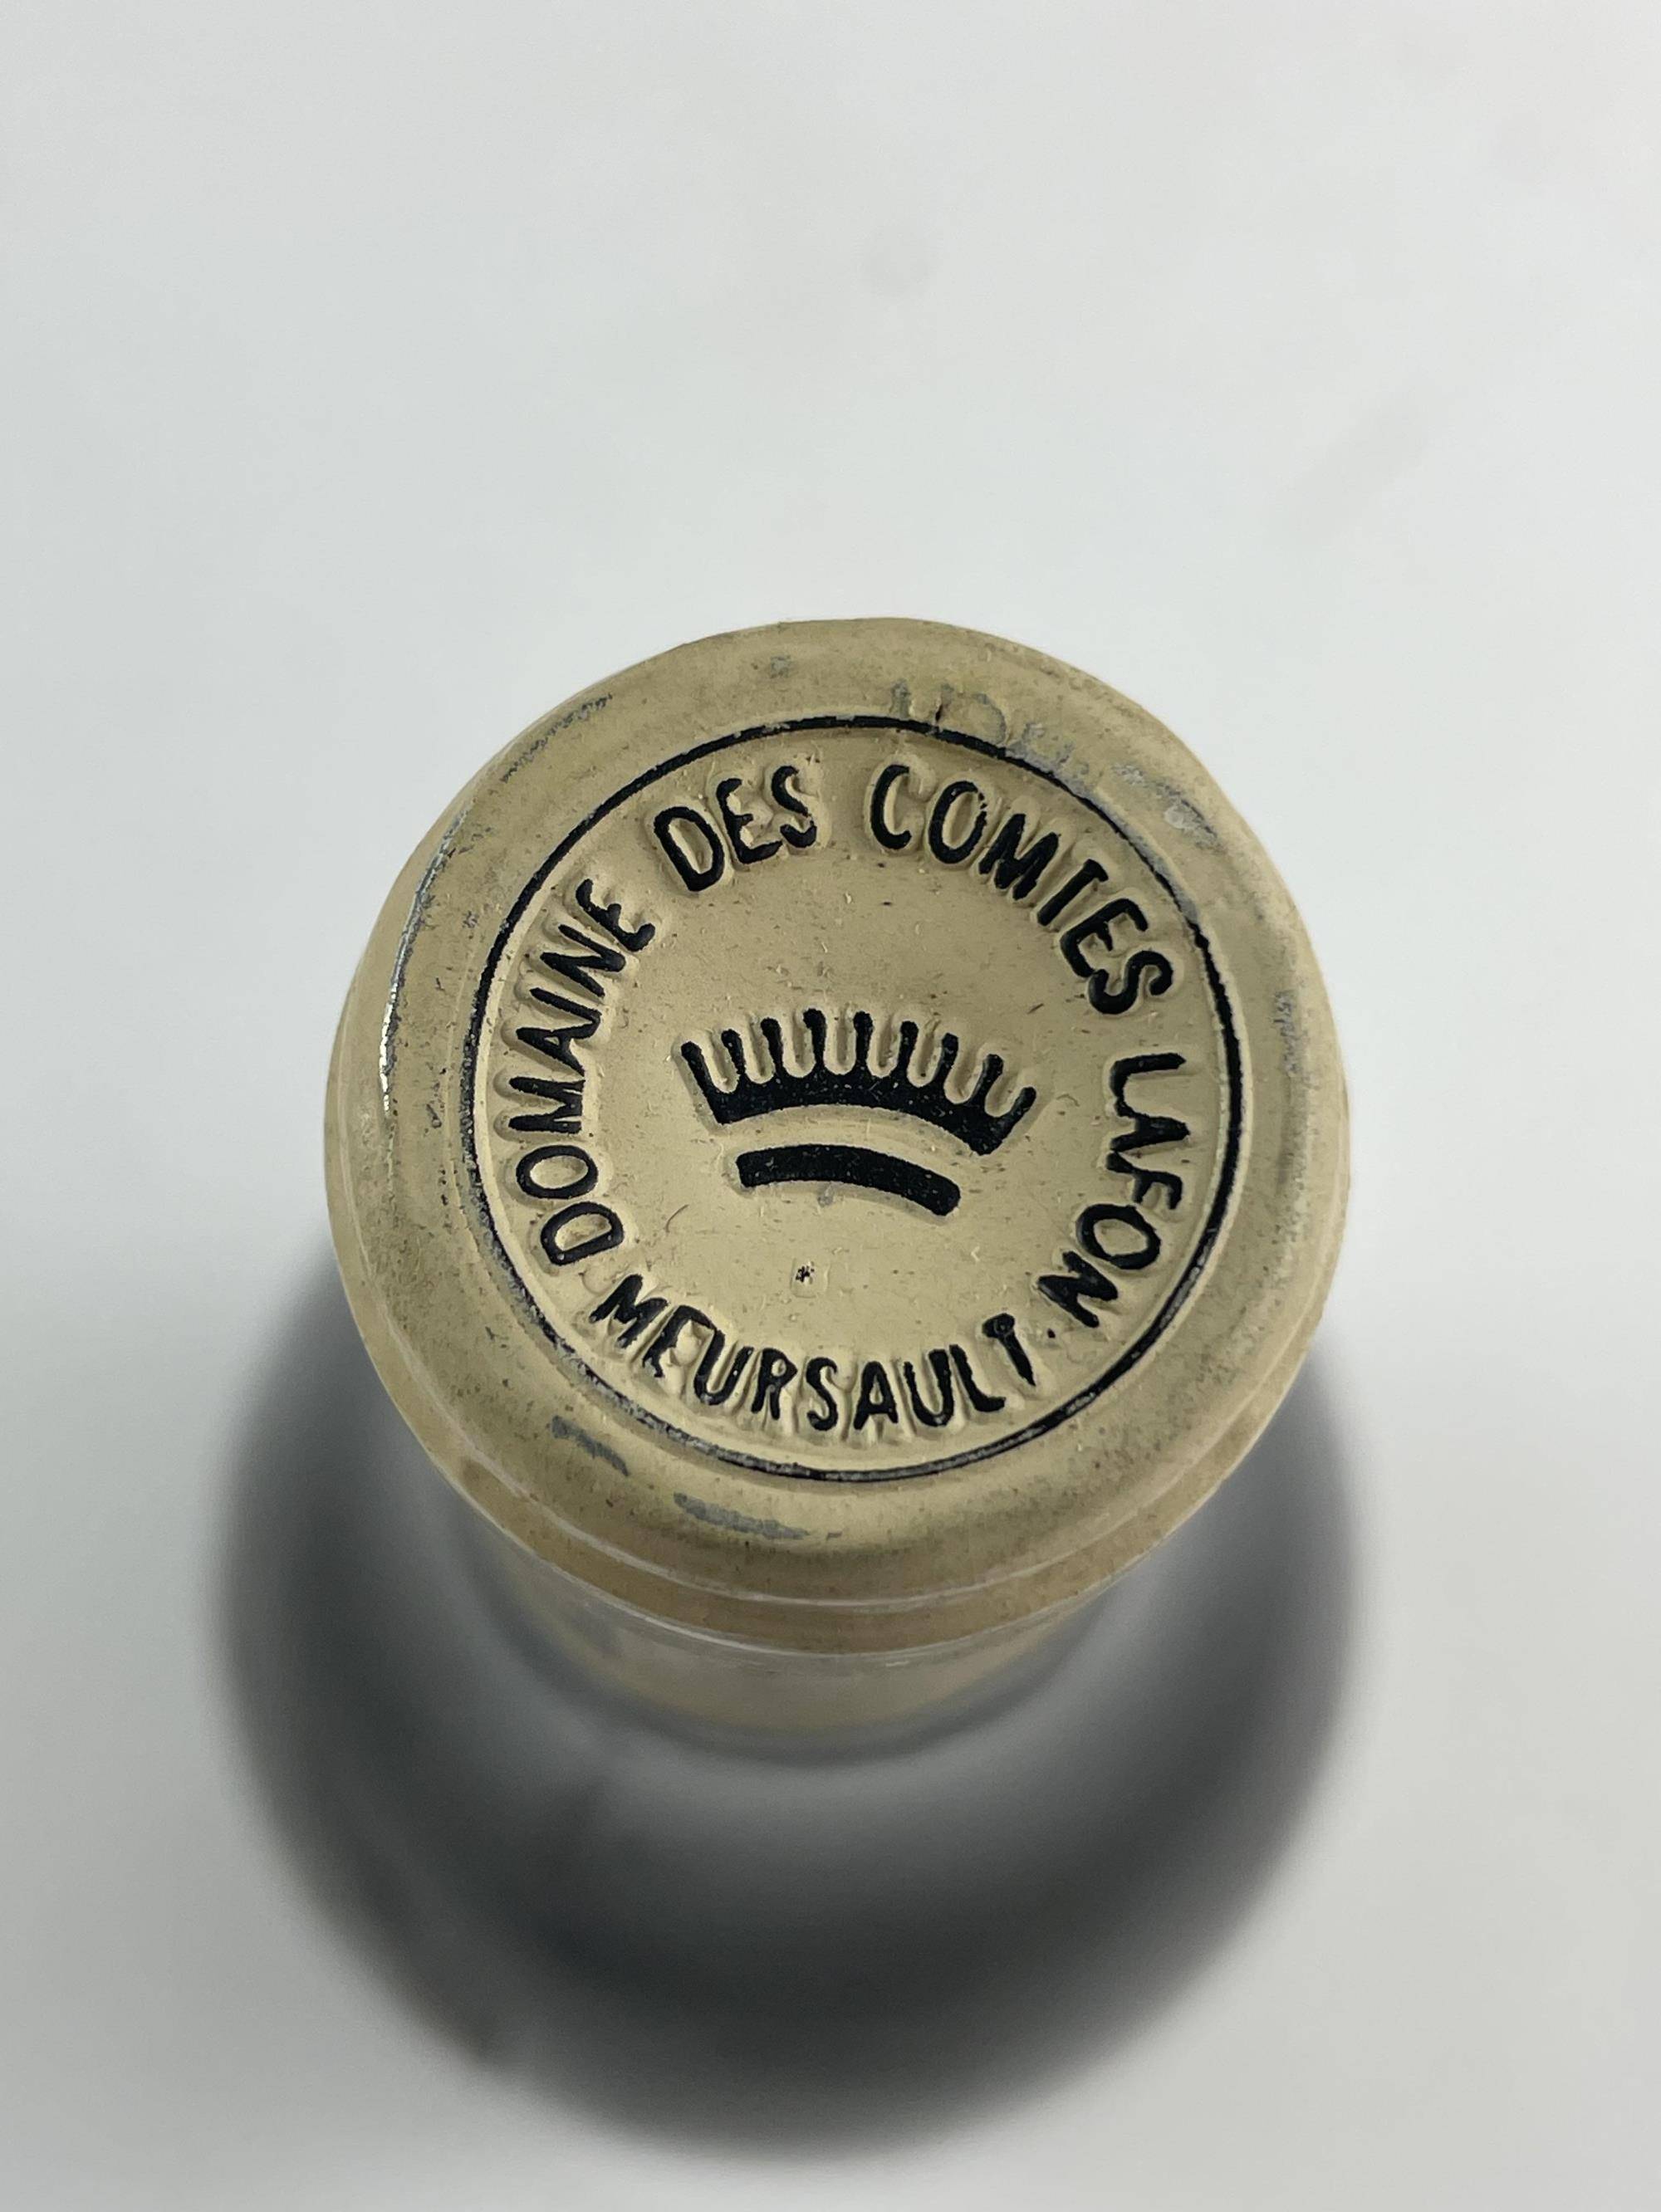 DOMAINE DES COMTES LAFON
MEURSAULT.